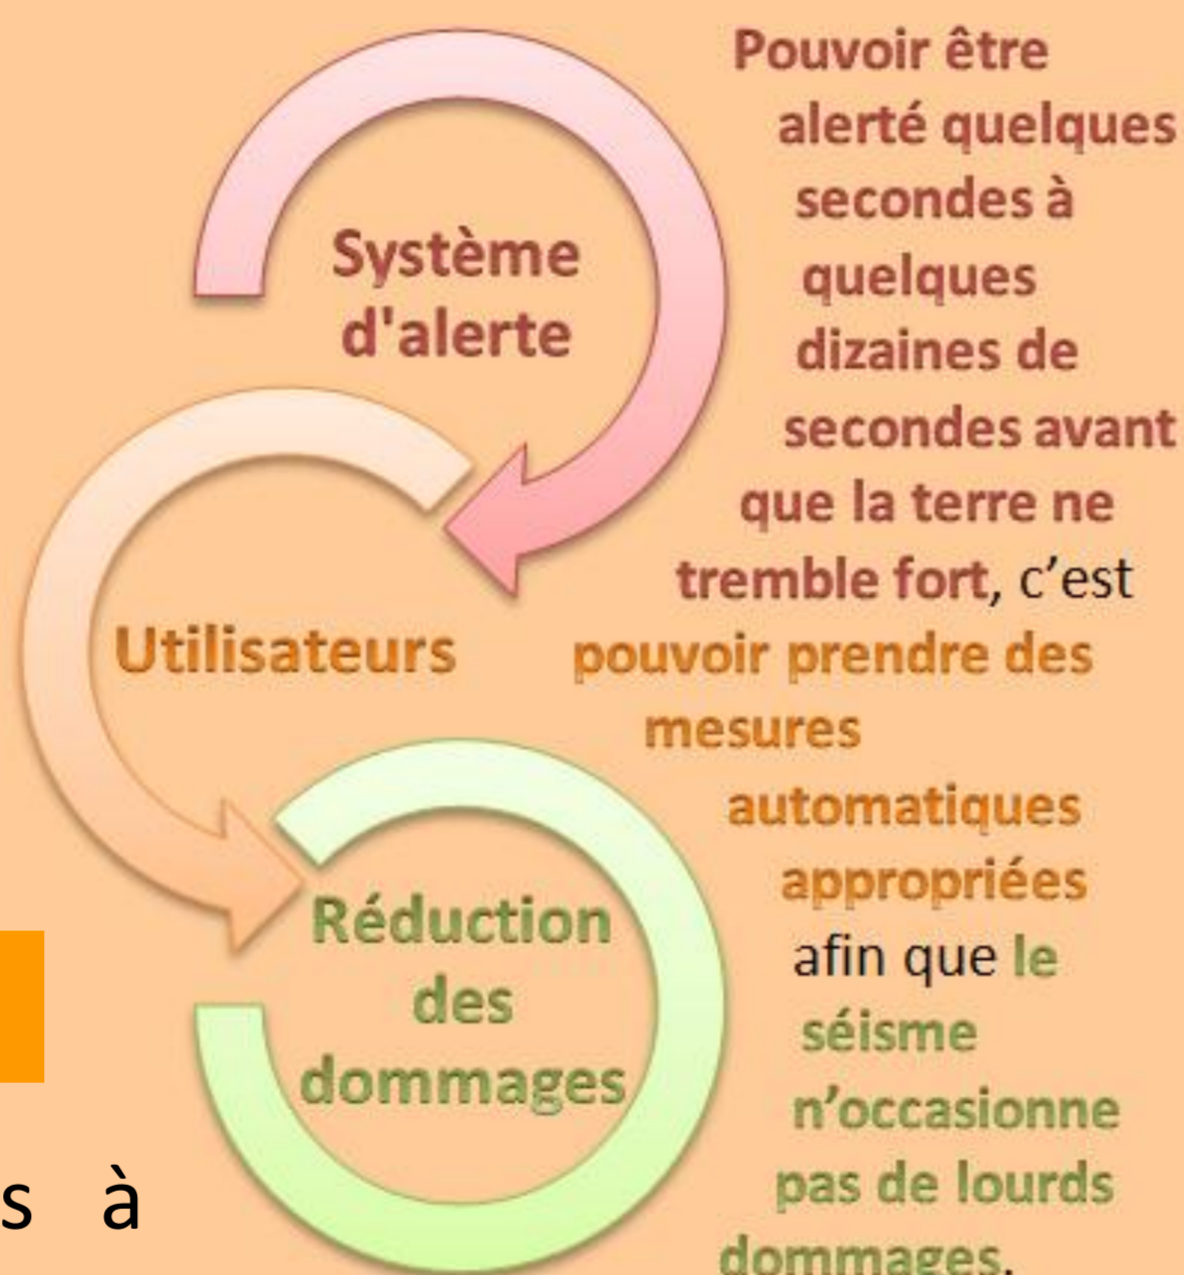 Système
d'alerte
Utilisateurs
Réduction
des
dommages
Pouvoir être
alerté quelques
secondes à
quelques
dizaines de
secondes avant
que la terre ne
tremble fort, c’est
pouvoir prendre des
mesures
automatiques
appropriées
afin que le
séisme
n’occasionne
pas de lourds
dommages.
s à